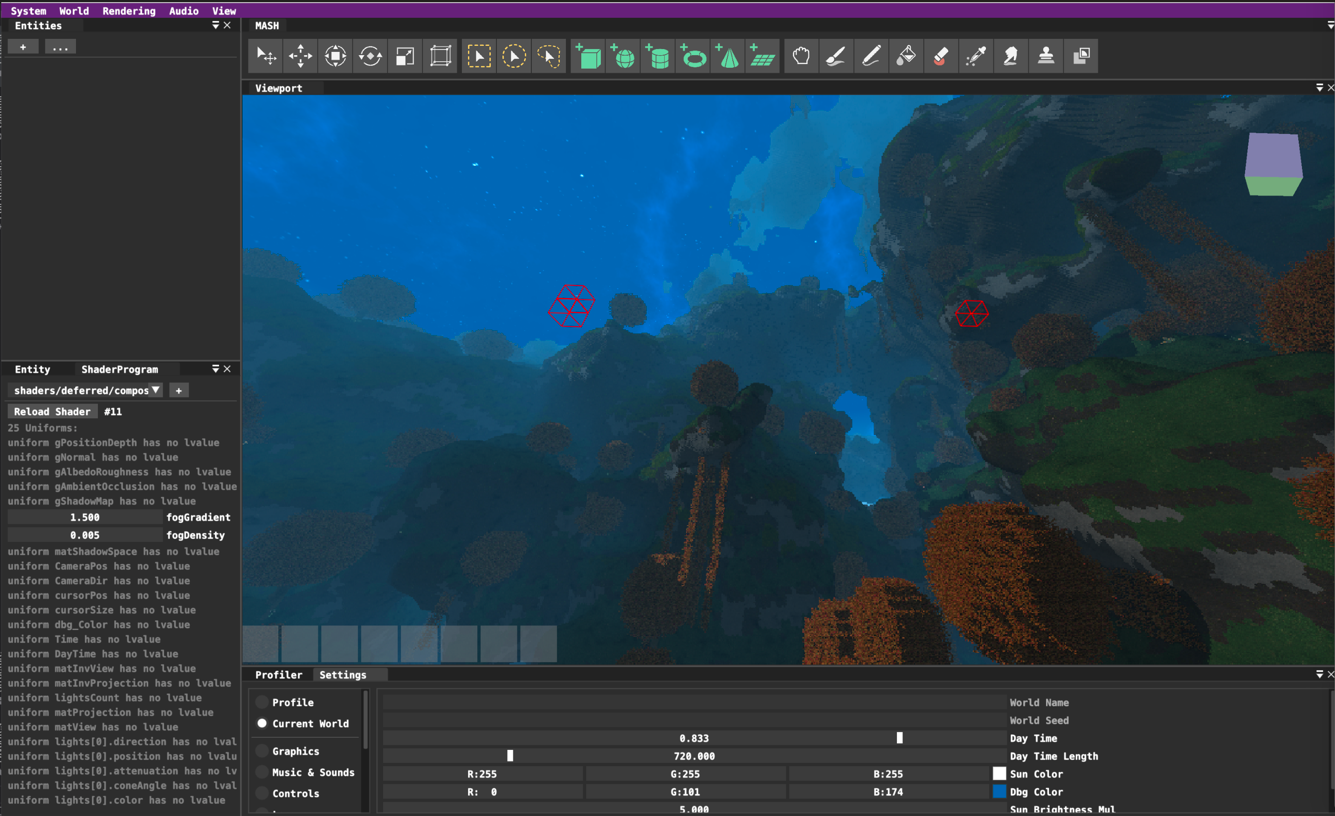 System World Rendering Audio View
Entities
+ ...
MASH
Viewport
Entity ShaderProgram
shaders/deferred/compos +
Reload Shader #11
25 Uniforms:
uniform gPositionDepth has no lvalue
uniform gNormal has no lvalue
uniform gAlbedoRoughness has no lvalue
uniform gAmbientOcclusion has no lvalue
uniform gShadowMap has no lvalue
1.500 fogGradient
0.005 fogDensity
uniform matShadowSpace has no lvalue
uniform CameraPos has no lvalue
uniform CameraDir has no lvalue
uniform cursorPos has no lvalue
uniform cursorSize has no lvalue
uniform dbg_Color has no lvalue
uniform Time has no lvalue
uniform DayTime has no lvalue
uniform matInvView has no lvalue
uniform matInvProjection has no lvalue
uniform lightsCount has no lvalue
uniform matProjection has no lvalue
uniform matView has no lvalue
uniform lights[0].direction has no lval
uniform lights[0].position has no lvalu
uniform lights[0].attenuation has no lv
uniform lights[0].coneAngle has no lval
uniform lights[0].color has no lvalue
Profiler Settings
Profile
Current World
Graphics
Music & Sounds
Controls
World Name
World Seed
0.833 Day Time
720.000 Day Time Length
R:255 G:255 B:255 Sun Color
R: 0 G:101 B:174 Dbg Color
5.000 Sun Brightness Mul